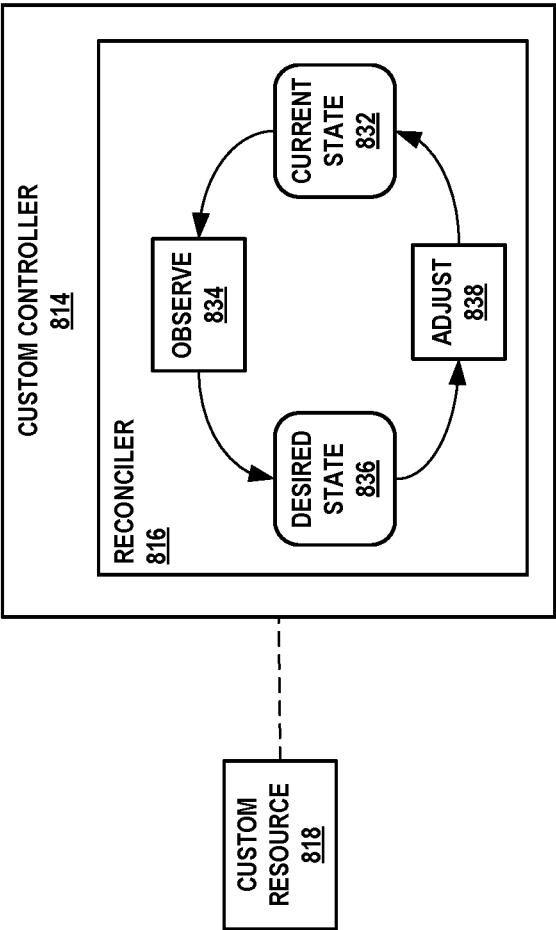 CUSTOM CONTROLLER
814
RECONCILER
816
OBSERVE
834
DESIRED
STATE
836
CURRENT
STATE
832
ADJUST
838
CUSTOM
RESOURCE
818